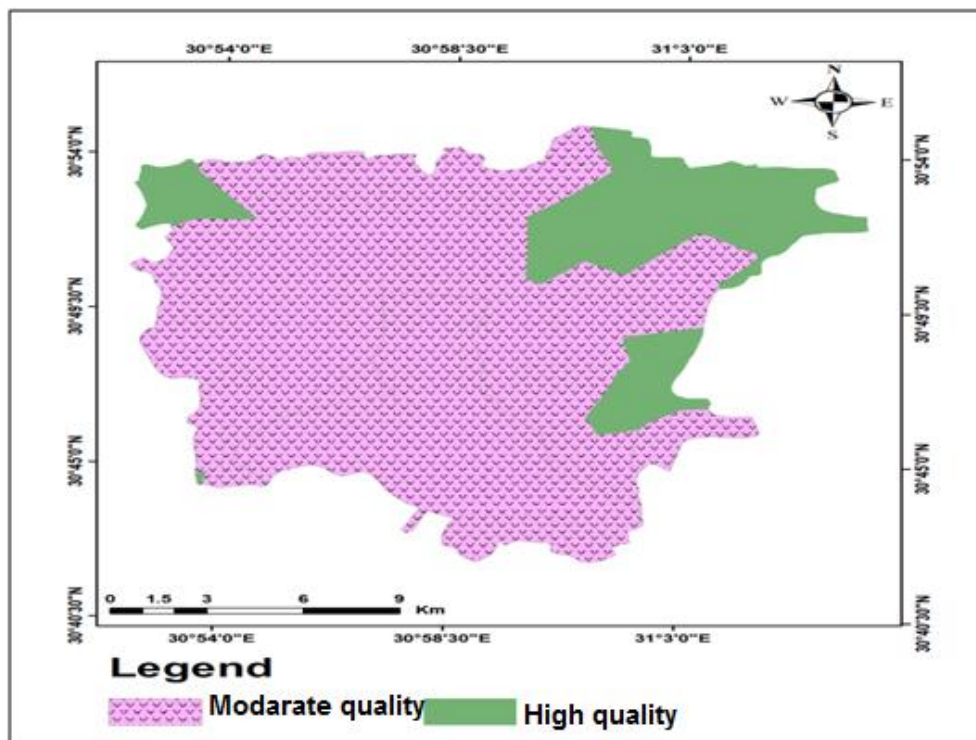 30°54'0"E 30°58'30"E 31°3'0"E
N
W E
S
30°54'0"N 30°54'0"N
30°49'30"N 30°49'30"N
30°45'0"N 30°45'0"N
30°40'30"N 30°40'30"N
0 1.5 3 6 9
Km
30°54'0"E 30°58'30"E 31°3'0"E
Legend
Modarate quality High quality